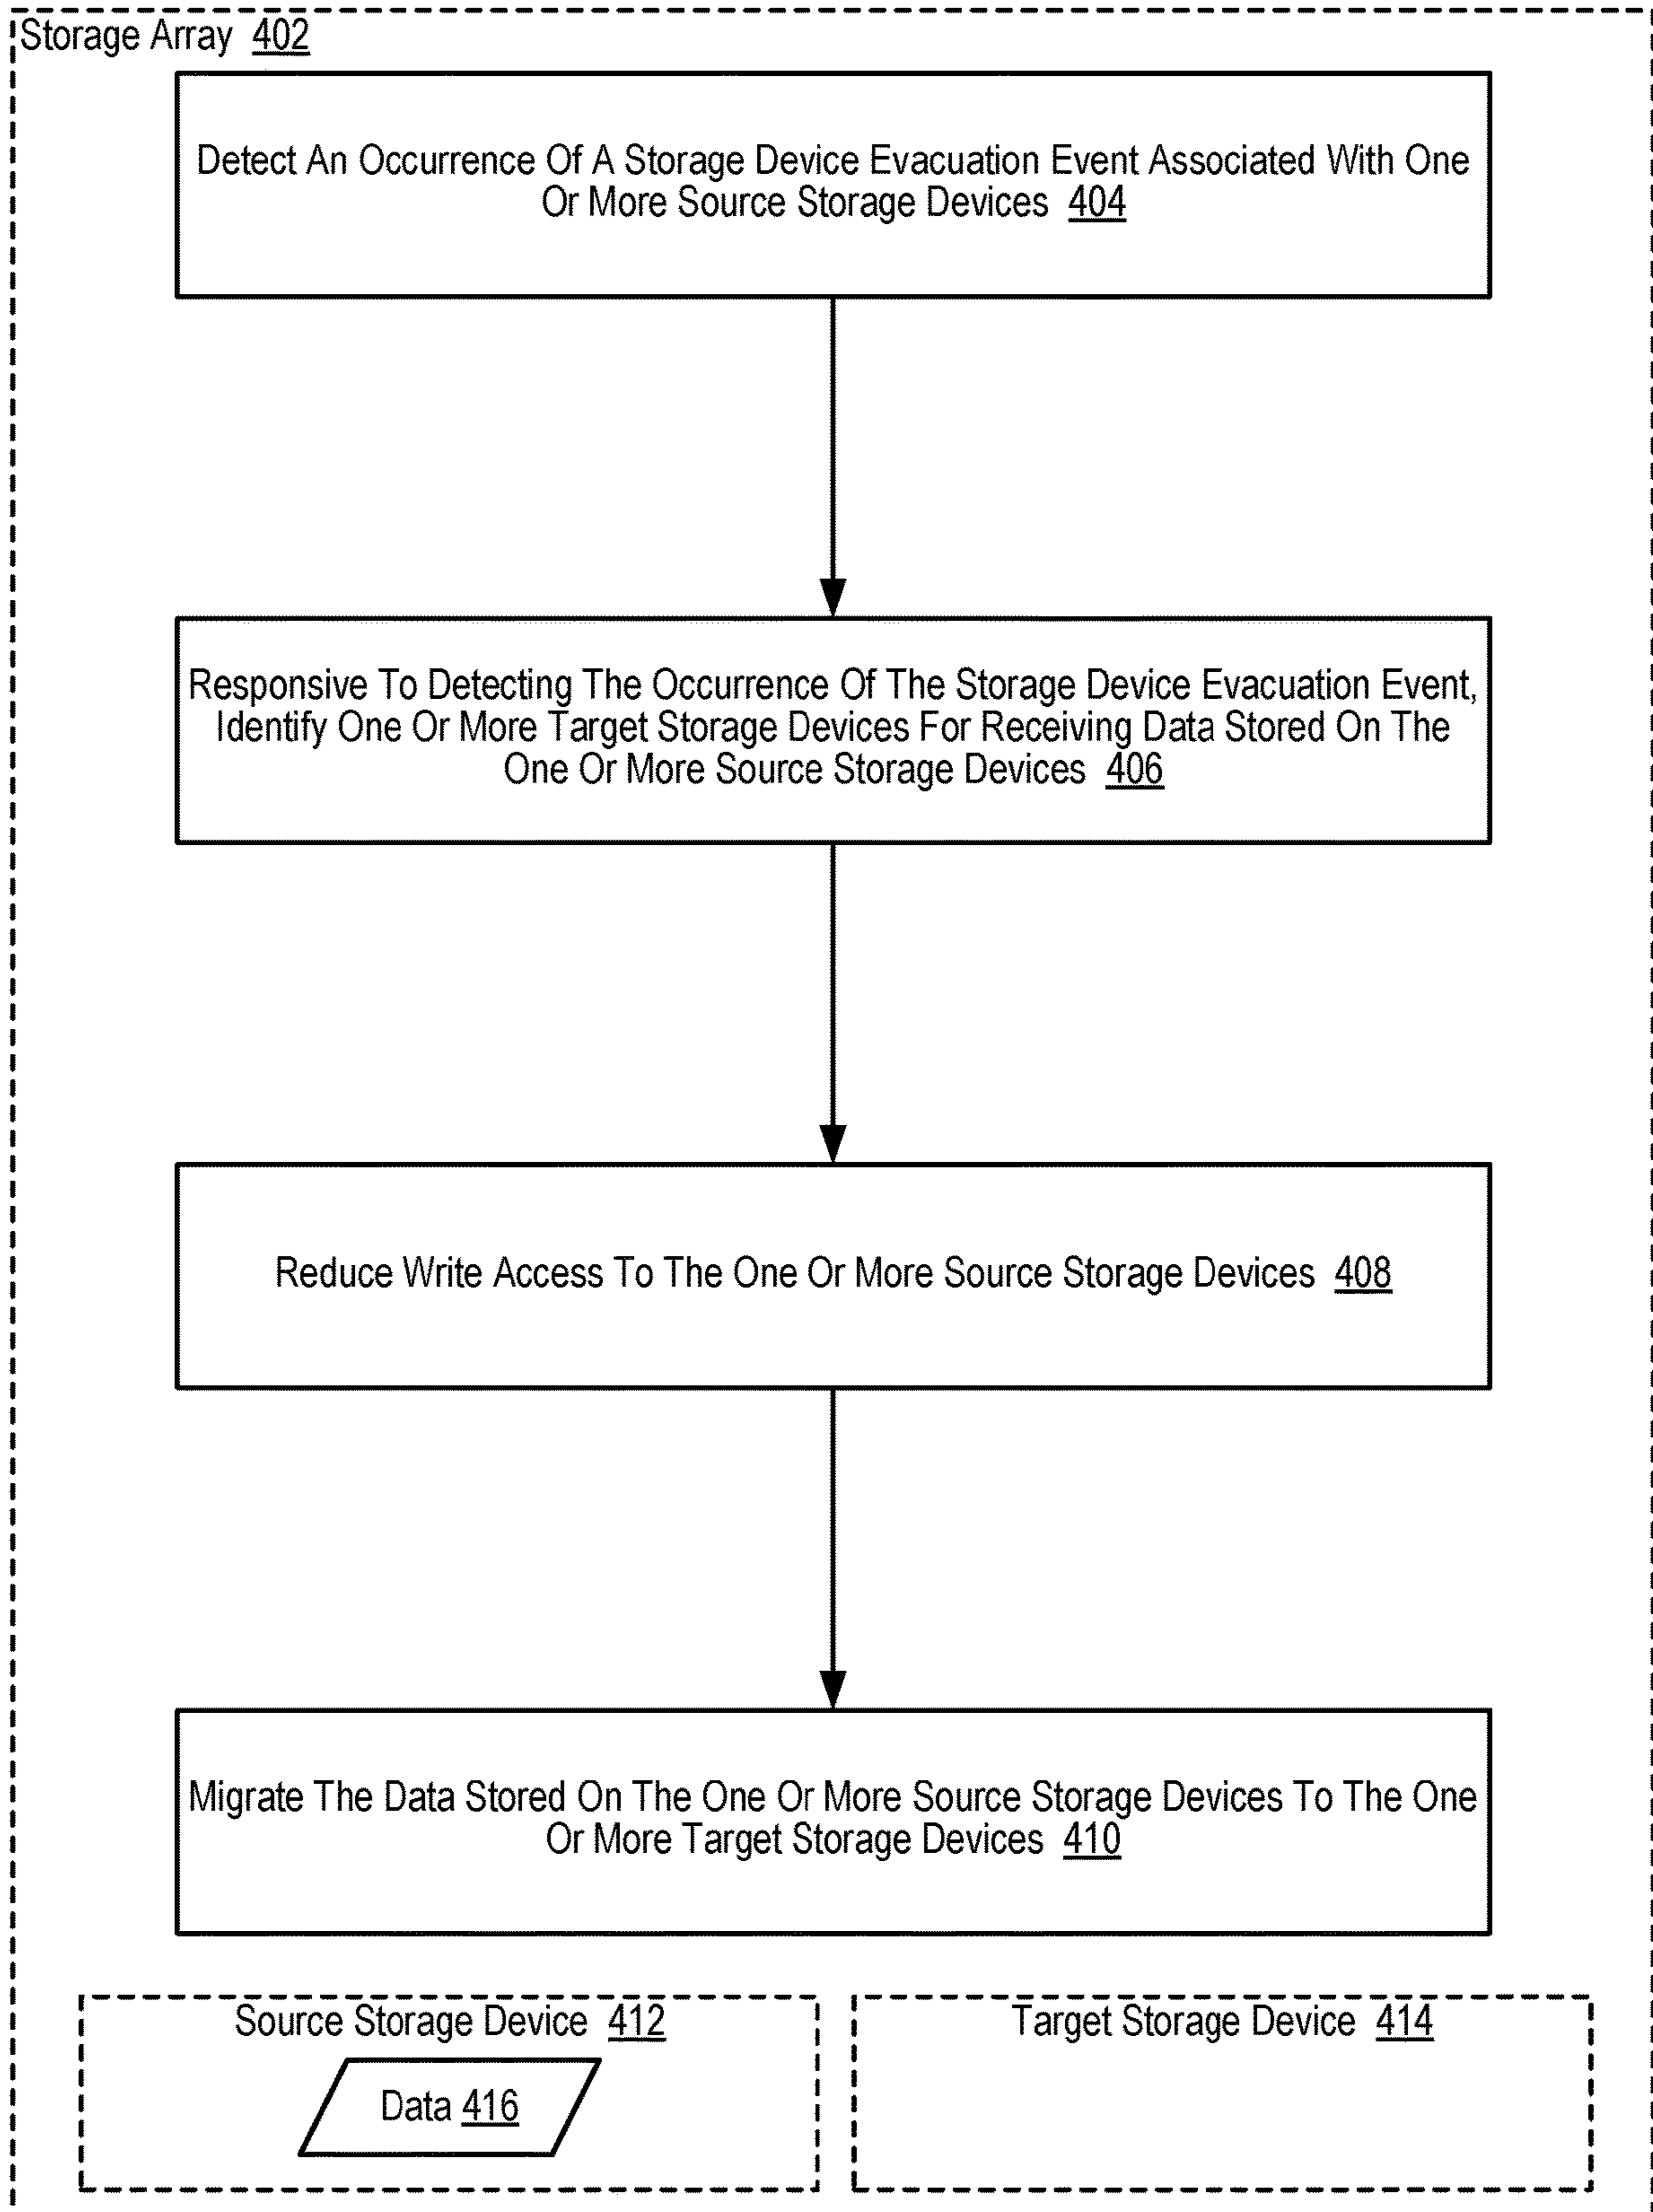 Storage Array 402
Detect An Occurrence Of A Storage Device Evacuation Event Associated With One
Or More Source Storage Devices 404
Responsive To Detecting The Occurrence Of The Storage Device Evacuation Event,
Identify One Or More Target Storage Devices For Receiving Data Stored On The
One Or More Source Storage Devices 406
Reduce Write Access To The One Or More Source Storage Devices 408
Migrate The Data Stored On The One Or More Source Storage Devices To The One
Or More Target Storage Devices 410
Source Storage Device 412
Target Storage Device 414
Data 416